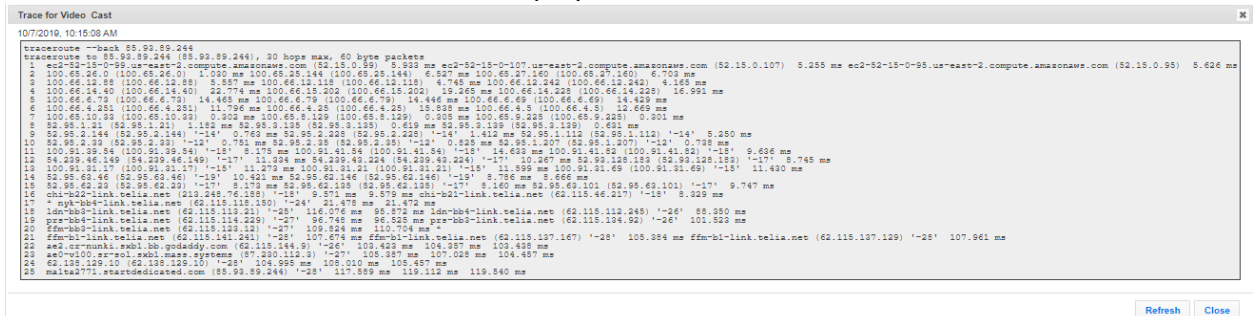 Trace for Video Cast
10/7/2019, 10:15:08 AM
traceroute --back 85.93.89.244
traceroute to 85.93.89.244 (85.93.89.244), 30 hops max, 60 byte packets
1 ec2-52-15-0-99.us-east-2.compute.amazonaws.com (52.15.0.99) 5.933 ms ec2-52-15-0-107.us-east-2.compute.amazonaws.com (52.15.0.107) 5.255 ms ec2-52-15-0-95.us-east-2.compute.amazonaws.com (52.15.0.95) 5.626 ms
2 100.65.26.0 (100.65.26.0) 1.030 ms 100.65.25.144 (100.65.25.144) 6.527 ms 100.65.27.160 (100.65.27.160) 6.703 ms
3 100.66.12.88 (100.66.12.88) 5.557 ms 100.66.12.118 (100.66.12.118) 4.745 ms 100.66.12.242 (100.66.12.242) 4.165 ms
4 100.66.14.40 (100.66.14.40) 22.774 ms 100.66.15.202 (100.66.15.202) 19.265 ms 100.66.14.228 (100.66.14.228) 16.991 ms
5 100.66.6.73 (100.66.6.73) 14.465 ms 100.66.6.79 (100.66.6.79) 14.446 ms 100.66.6.69 (100.66.6.69) 14.429 ms
6 100.66.4.251 (100.66.4.251) 11.796 ms 100.66.4.25 (100.66.4.25) 15.838 ms 100.66.4.5 (100.66.4.5) 12.669 ms
7 100.65.10.33 (100.65.10.33) 0.302 ms 100.65.8.129 (100.65.8.129) 0.305 ms 100.65.9.225 (100.65.9.225) 0.301 ms
8 52.95.1.21 (52.95.1.21) 1.182 ms 52.95.3.135 (52.95.3.135) 0.619 ms 52.95.3.139 (52.95.3.139) 0.631 ms
9 52.95.2.144 (52.95.2.144) '-14' 0.763 ms 52.95.2.228 (52.95.2.228) '-14' 1.412 ms 52.95.1.112 (52.95.1.112) '-14' 5.250 ms
10 52.95.2.33 (52.95.2.33) '-12' 0.751 ms 52.95.2.35 (52.95.2.35) '-12' 0.825 ms 52.95.1.207 (52.95.1.207) '-12' 0.738 ms
11 100.91.39.54 (100.91.39.54) '-18' 8.175 ms 100.91.41.54 (100.91.41.54) '-18' 14.633 ms 100.91.41.82 (100.91.41.82) '-18' 9.636 ms
12 54.239.46.149 (54.239.46.149) '-17' 11.334 ms 54.239.43.224 (54.239.43.224) '-17' 10.267 ms 52.93.128.183 (52.93.128.183) '-17' 8.745 ms
13 100.91.31.17 (100.91.31.17) '-15' 11.273 ms 100.91.31.21 (100.91.31.21) '-15' 11.599 ms 100.91.31.69 (100.91.31.69) '-15' 11.430 ms
14 52.95.63.46 (52.95.63.46) '-19' 10.421 ms 52.95.62.146 (52.95.62.146) '-19' 8.786 ms 8.666 ms
15 52.95.62.23 (52.95.62.23) '-17' 8.173 ms 52.95.62.135 (52.95.62.135) '-17' 8.160 ms 52.95.63.101 (52.95.63.101) '-17' 9.747 ms
16 chi-b22-link.telia.net (213.248.76.188) '-18' 9.571 ms 9.579 ms chi-b21-link.telia.net (62.115.46.217) '-18' 8.329 ms
17 * nyk-bb4-link.telia.net (62.115.118.150) '-24' 21.478 ms 21.472 ms
18 ldn-bb3-link.telia.net (62.115.113.21) '-25' 116.076 ms 95.872 ms ldn-bb4-link.telia.net (62.115.112.245) '-26' 88.350 ms
19 prs-bb4-link.telia.net (62.115.114.229) '-27' 96.748 ms 96.525 ms prs-bb3-link.telia.net (62.115.134.92) '-26' 101.523 ms
20 ffm-bb3-link.telia.net (62.115.123.12) '-27' 109.824 ms 110.704 ms *
21 ffm-b1-link.telia.net (62.115.141.241) '-28' 107.674 ms ffm-b1-link.telia.net (62.115.137.167) '-28' 105.384 ms ffm-b1-link.telia.net (62.115.137.129) '-28' 107.961 ms
22 ae2.cr-nunki.sxb1.bb.godaddy.com (62.115.144.9) '-26' 103.423 ms 104.357 ms 103.438 ms
23 ae0-v100.sr-sol.sxb1.mass.systems (87.230.112.3) '-27' 105.387 ms 107.028 ms 104.457 ms
24 62.138.129.10 (62.138.129.10) '-28' 104.995 ms 108.010 ms 105.457 ms
25 malta2771.startdedicated.com (85.93.89.244) '-28' 117.589 ms 119.112 ms 119.540 ms
Refresh Close